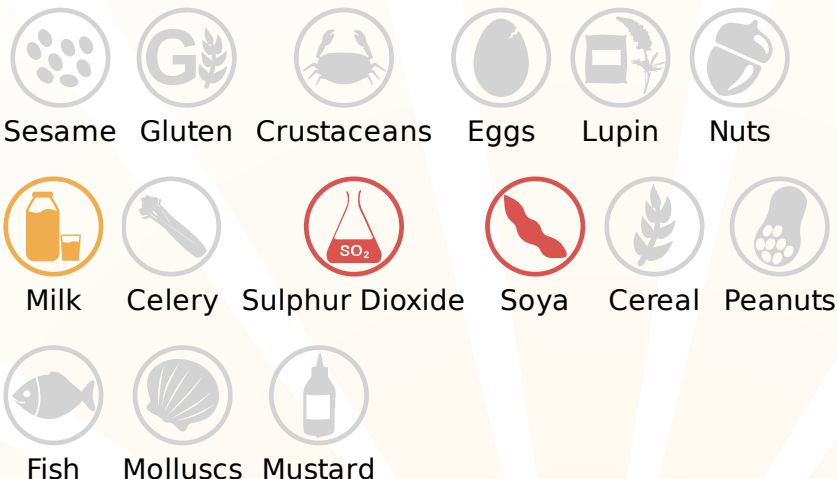 G
Sesame Gluten Crustaceans Eggs Lupin Nuts
SO₂
Milk Celery Sulphur Dioxide Soya Cereal Peanuts
Fish Molluscs Mustard